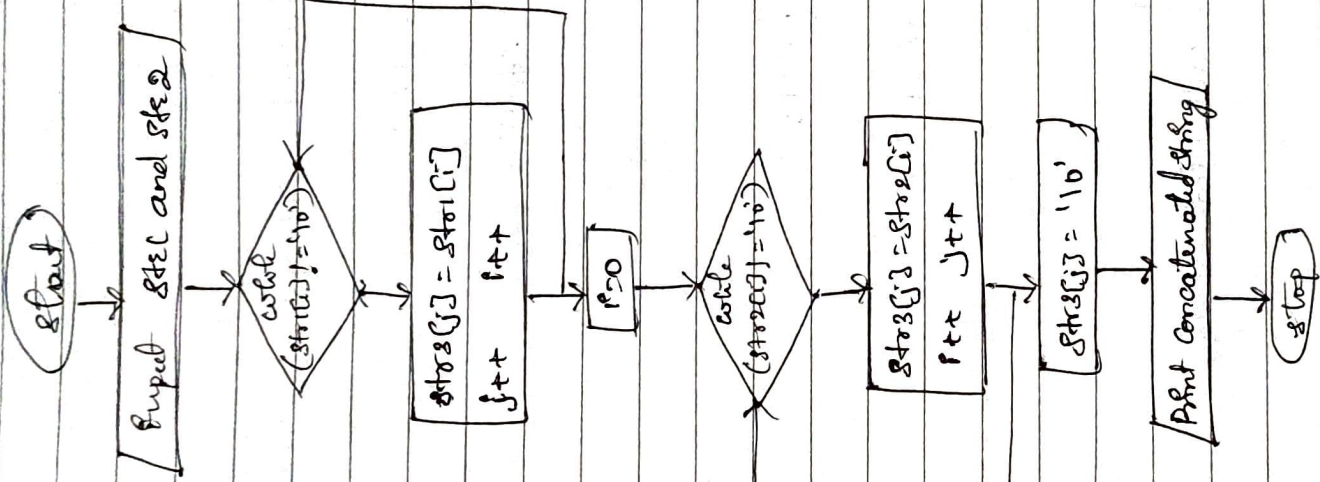 Start
Input str1 and str2
while
(str1[i]!='\0')
str3[j]=str1[i]
j++ i++
i=0
while
(str2[i]!='\0')
str3[j]=str2[i]
i++ j++
str3[j]='\0'
Print concatenated string
stop